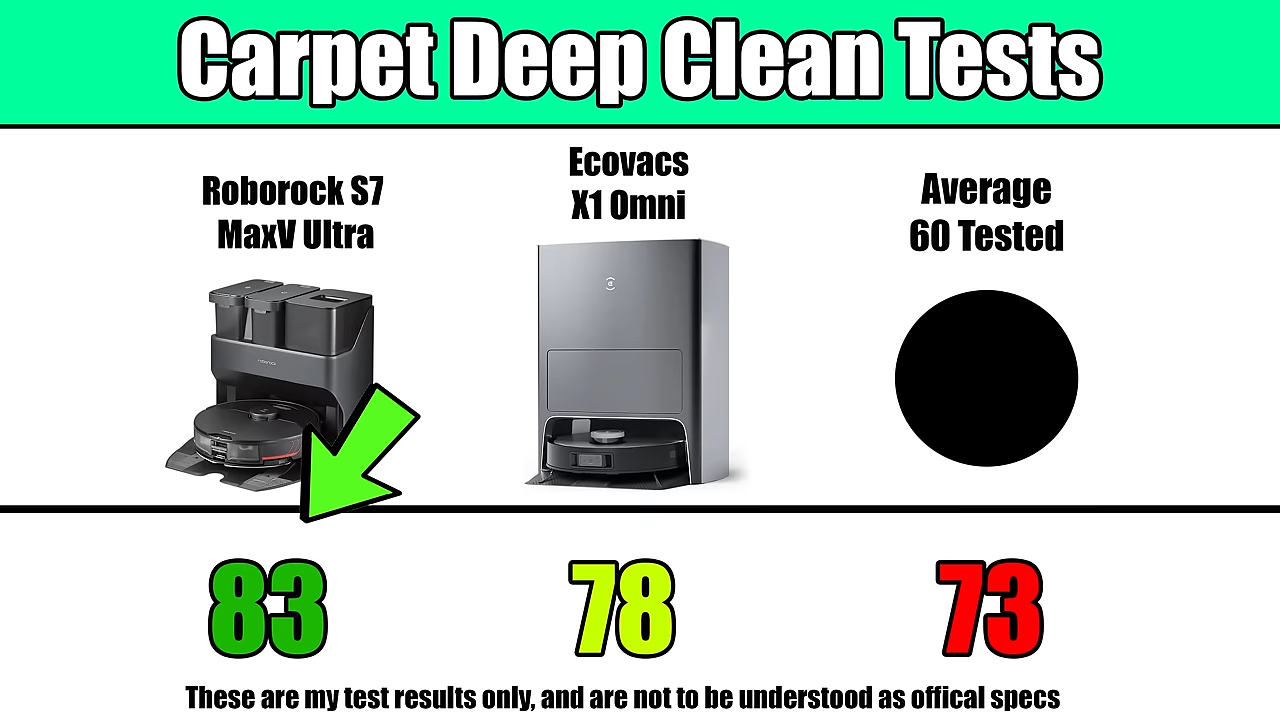 Carpet Deep Clean Tests
Roborock S7
MaxV Ultra
Ecovacs
X1 Omni
Average
60 Tested
roborock
83
78
73
These are my test results only, and are not to be understood as offical specs